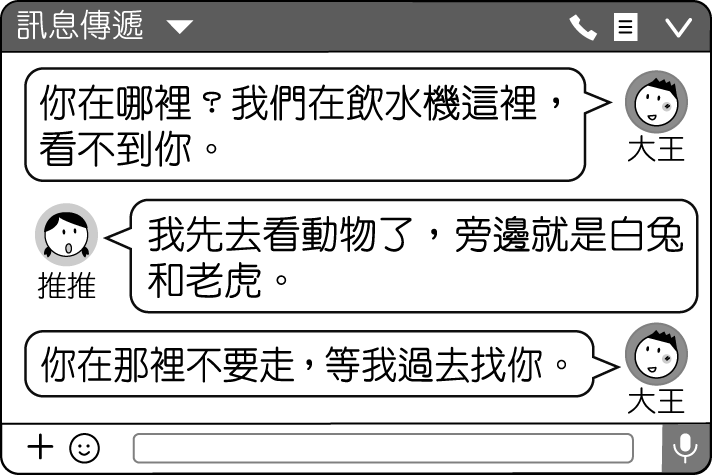 訊息傳遞
你在哪裡？我們在飲水機這裡，
看不到你。
大王
我先去看動物了，旁邊就是白兔
和老虎。
推推
你在那裡不要走，等我過去找你。
大王